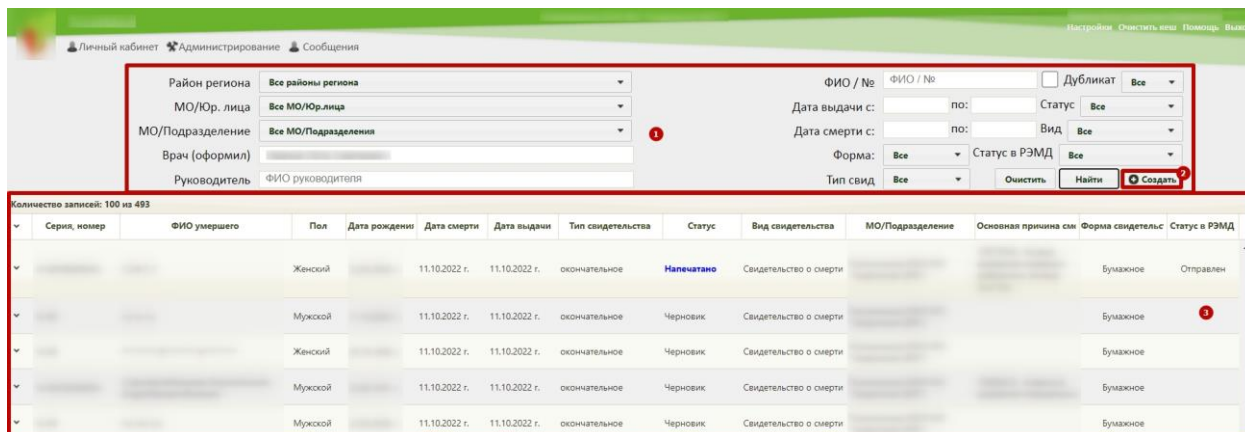 Настройки Очистить кеш Помощь
Личный кабинет Администрирование Сообщения
Район региона Все районы региона ФИО / № ФИО / № Дубликат Все
МО/Юр. лица Все МО/Юр.лица Дата выдачи с: по: Статус Все
МО/Подразделение Все МО/Подразделения 1 Дата смерти с: по: Вид Все
Врач (оформил) Форма: Все Статус в РЭМД Все
Руководитель ФИО руководителя Тип свид Все Очистить Найти Создать 2
Количество записей: 100 из 493
Серия, номер ФИО умершего Пол Дата рождения Дата смерти Дата выдачи Тип свидетельства Статус Вид свидетельства МО/Подразделение Основная причина сме Форма свидетельс Статус в РЭМД
Женский 11.10.2022 г. 11.10.2022 г. окончательное Напечатано Свидетельство о смерти Бумажное Отправлен
Мужской 11.10.2022 г. 11.10.2022 г. окончательное Черновик Свидетельство о смерти Бумажное 3
Женский 11.10.2022 г. 11.10.2022 г. окончательное Черновик Свидетельство о смерти Бумажное
Мужской 11.10.2022 г. 11.10.2022 г. окончательное Черновик Свидетельство о смерти Бумажное
Мужской 11.10.2022 г. 11.10.2022 г. окончательное Черновик Свидетельство о смерти Бумажное